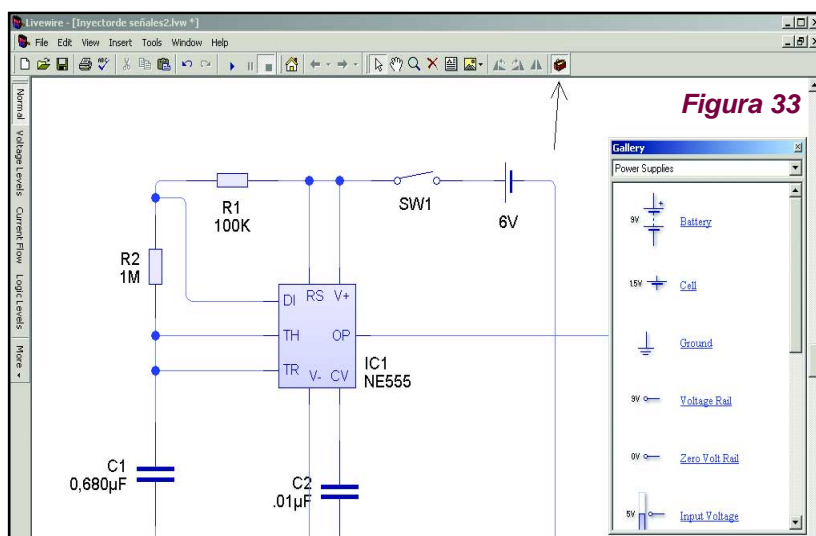 Livewire - [Inyectorde señales2.lvw *]
File Edit View Insert Tools Window Help
Figura 33
Normal
Voltage Levels
Current Flow
Logic Levels
More
Gallery
Power Supplies
9V Battery
1.5V Cell
Ground
9V Voltage Rail
0V Zero Volt Rail
5V Input Voltage
R1
100K
SW1
6V
R2
1M
DI RS V+
TH OP
TR V- CV
IC1
NE555
C1
0,680µF
C2
.01µF